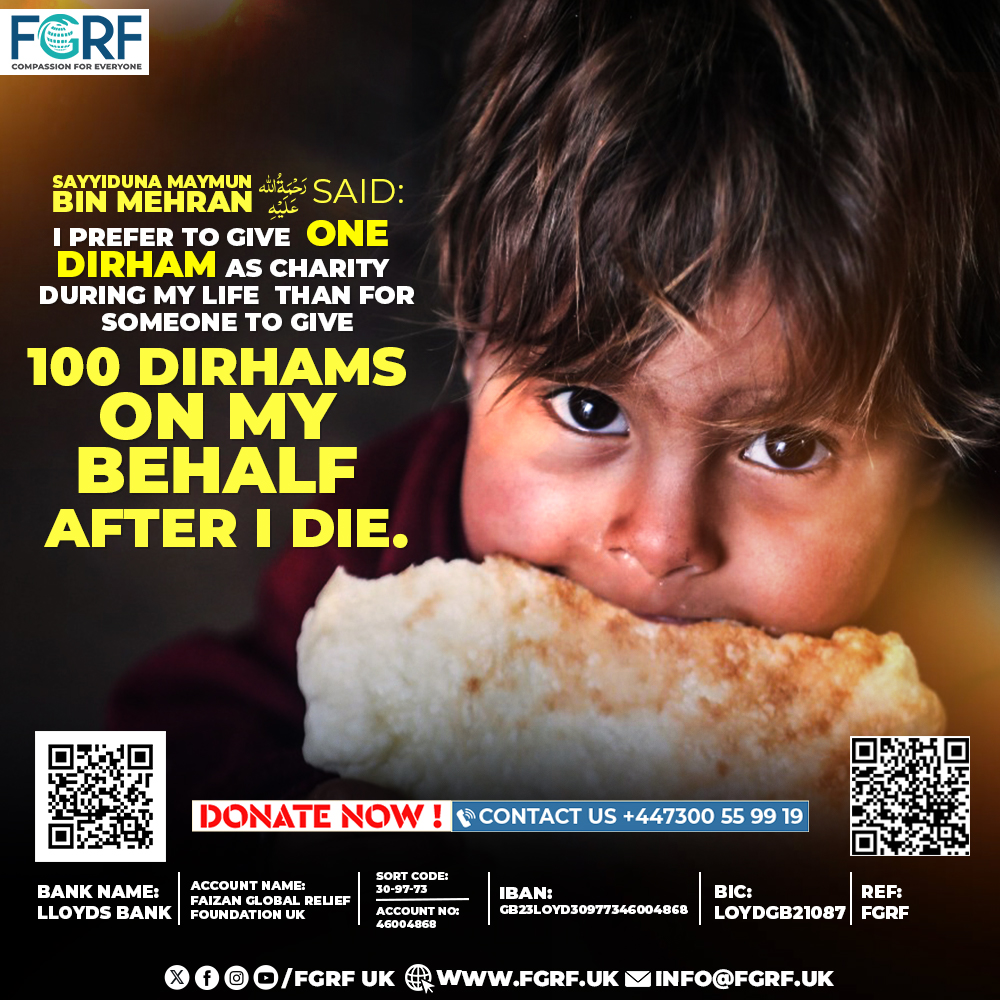 FGRF
COMPASSION FOR EVERYONE
SAYYIDUNA MAYMUN
BIN MEHRAN رَحْمَةُ اللّٰه عَلَيْهِ SAID:
I PREFER TO GIVE ONE
DIRHAM AS CHARITY
DURING MY LIFE THAN FOR
SOMEONE TO GIVE
100 DIRHAMS
ON MY
BEHALF
AFTER I DIE.
DONATE NOW !
CONTACT US +447300 55 99 19
BANK NAME:
LLOYDS BANK
ACCOUNT NAME:
FAIZAN GLOBAL RELIEF
FOUNDATION UK
SORT CODE:
30-97-73
ACCOUNT NO:
46004868
IBAN:
GB23LOYD30977346004868
BIC:
LOYDGB21087
REF:
FGRF
/FGRF UK WWW.FGRF.UK INFO@FGRF.UK